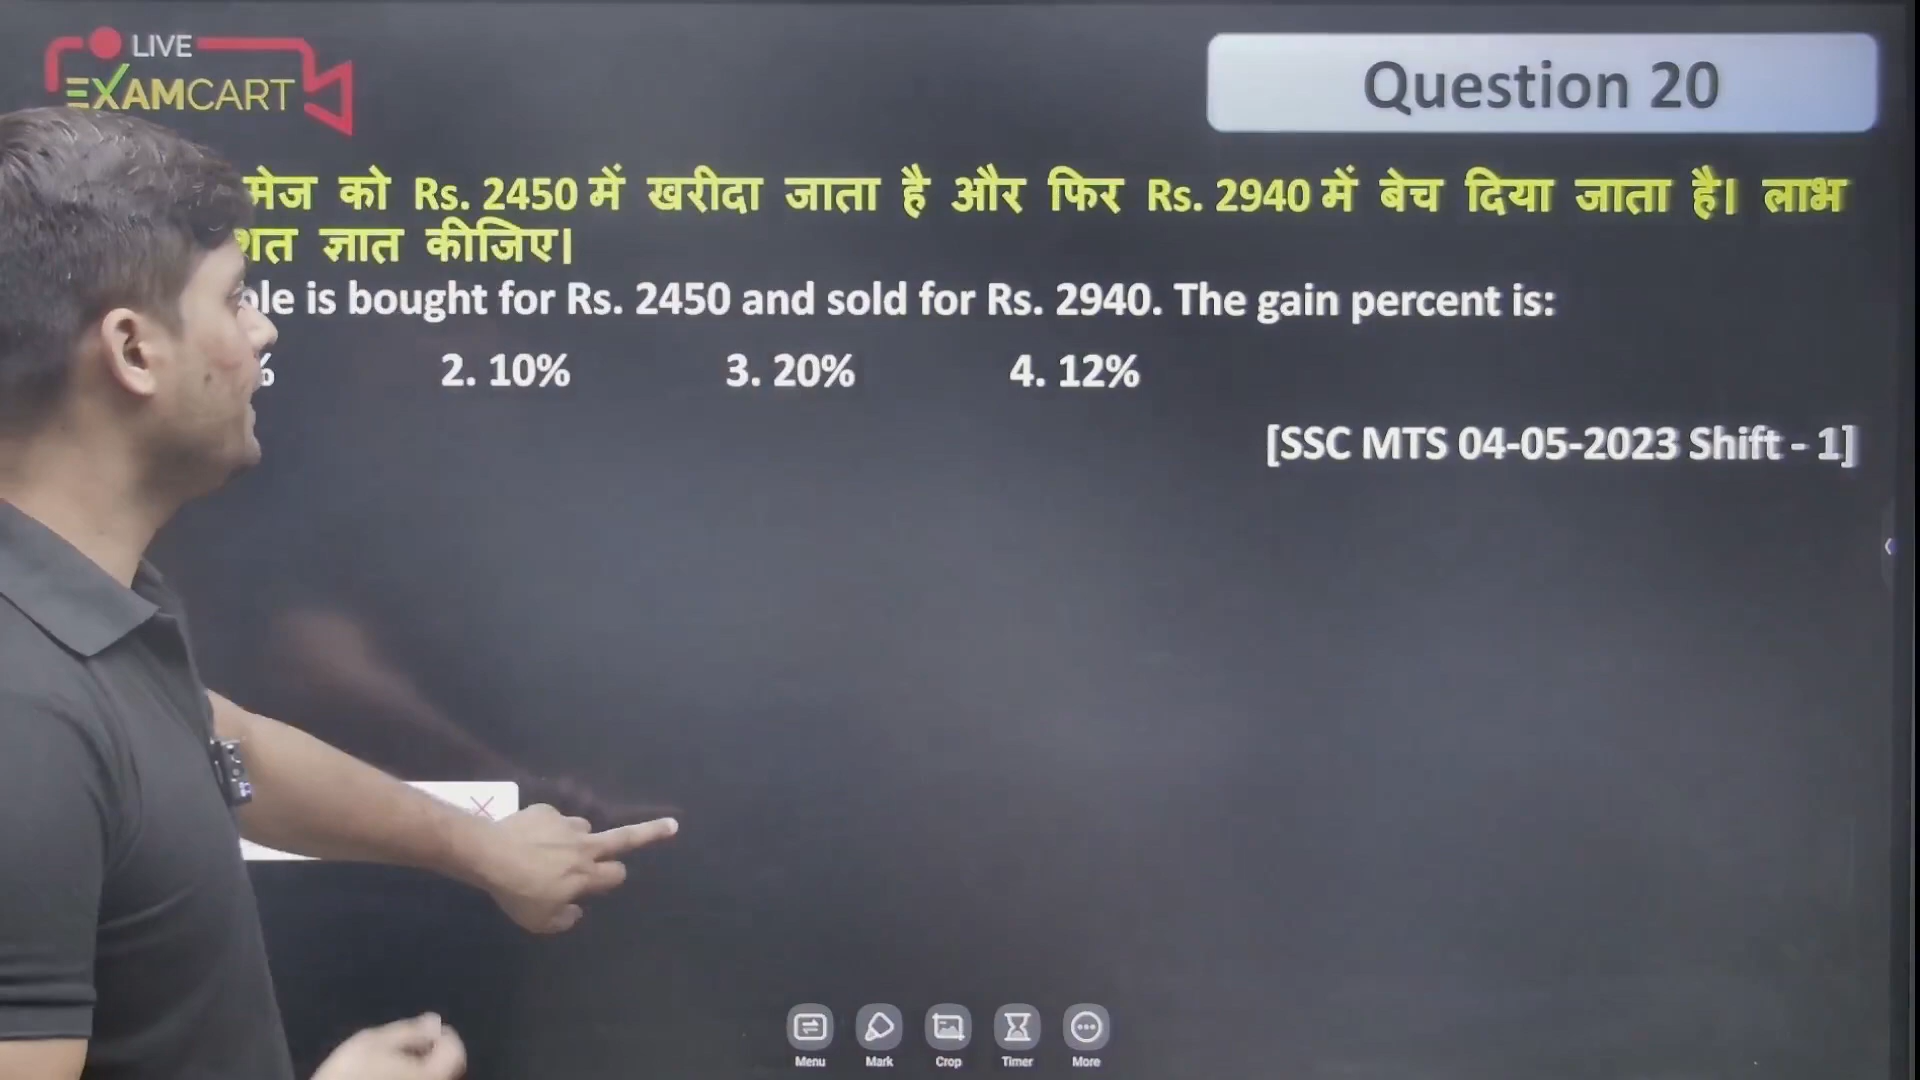 LIVE
EXAMCART
Question 20
मेज को Rs. 2450 में खरीदा जाता है और फिर Rs. 2940 में बेच दिया जाता है। लाभ
ज्ञात कीजिए।
is bought for Rs. 2450 and sold for Rs. 2940. The gain percent is:
% 2. 10% 3. 20% 4. 12%
[SSC MTS 04-05-2023 Shift - 1]
Menu Mark Crop Timer More